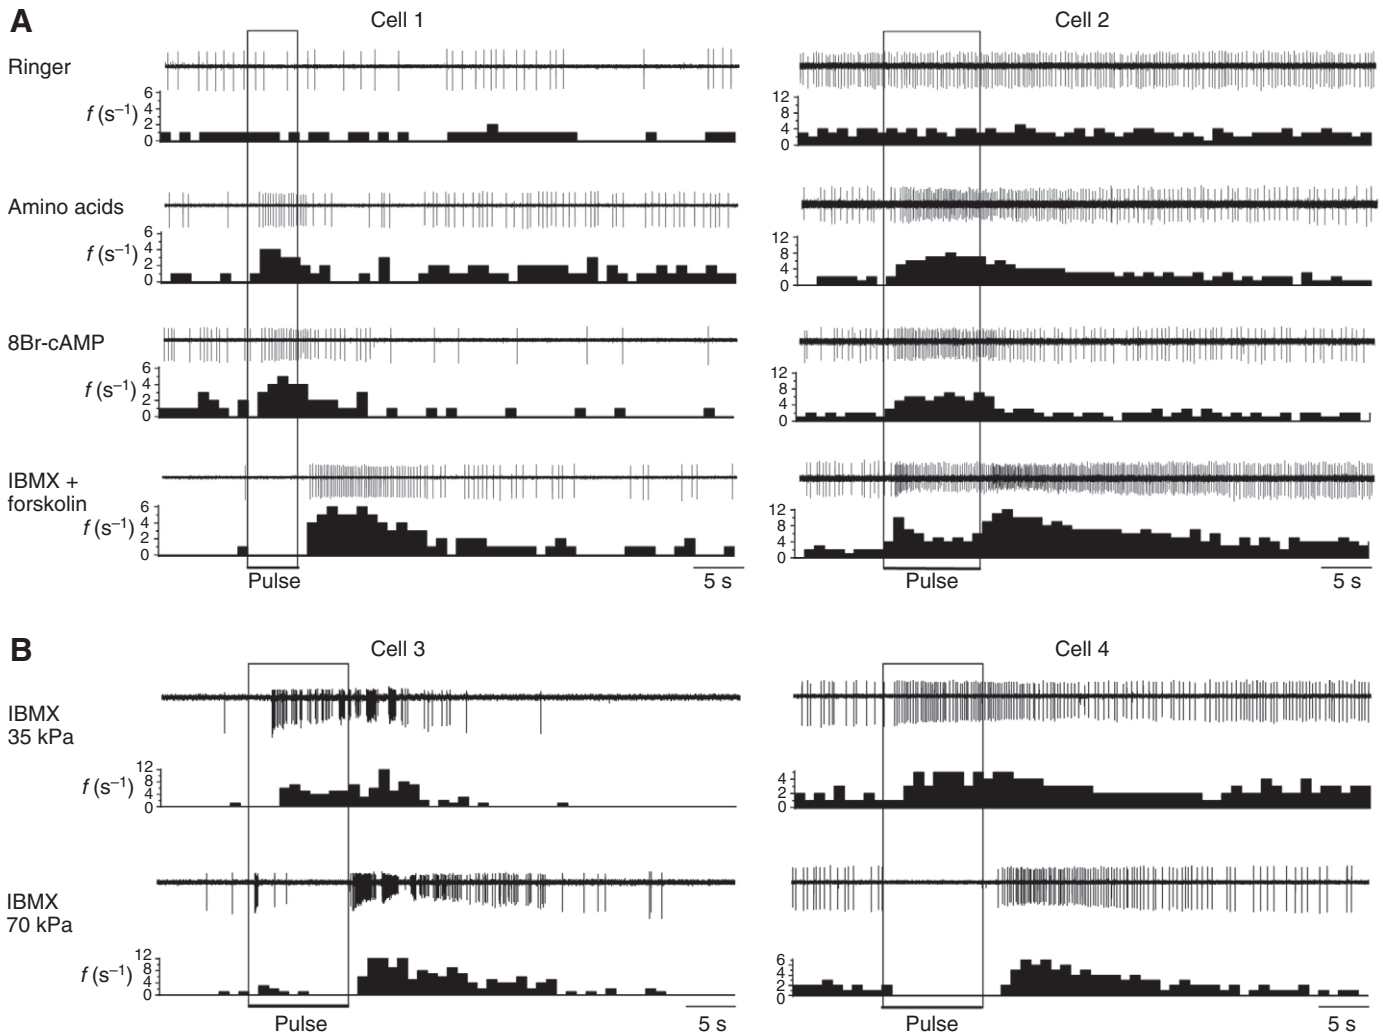 A
Cell 1
Cell 2
Ringer
f (s–1)
6
4
2
0
12
8
4
0
Amino acids
f (s–1)
6
4
2
0
12
8
4
0
8Br-cAMP
f (s–1)
6
4
2
0
12
8
4
0
IBMX +
forskolin
f (s–1)
6
4
2
0
12
8
4
0
Pulse
5 s
Pulse
5 s
B
Cell 3
Cell 4
IBMX
35 kPa
f (s–1)
12
8
4
0
4
2
0
IBMX
70 kPa
f (s–1)
12
8
4
0
6
4
2
0
Pulse
5 s
Pulse
5 s